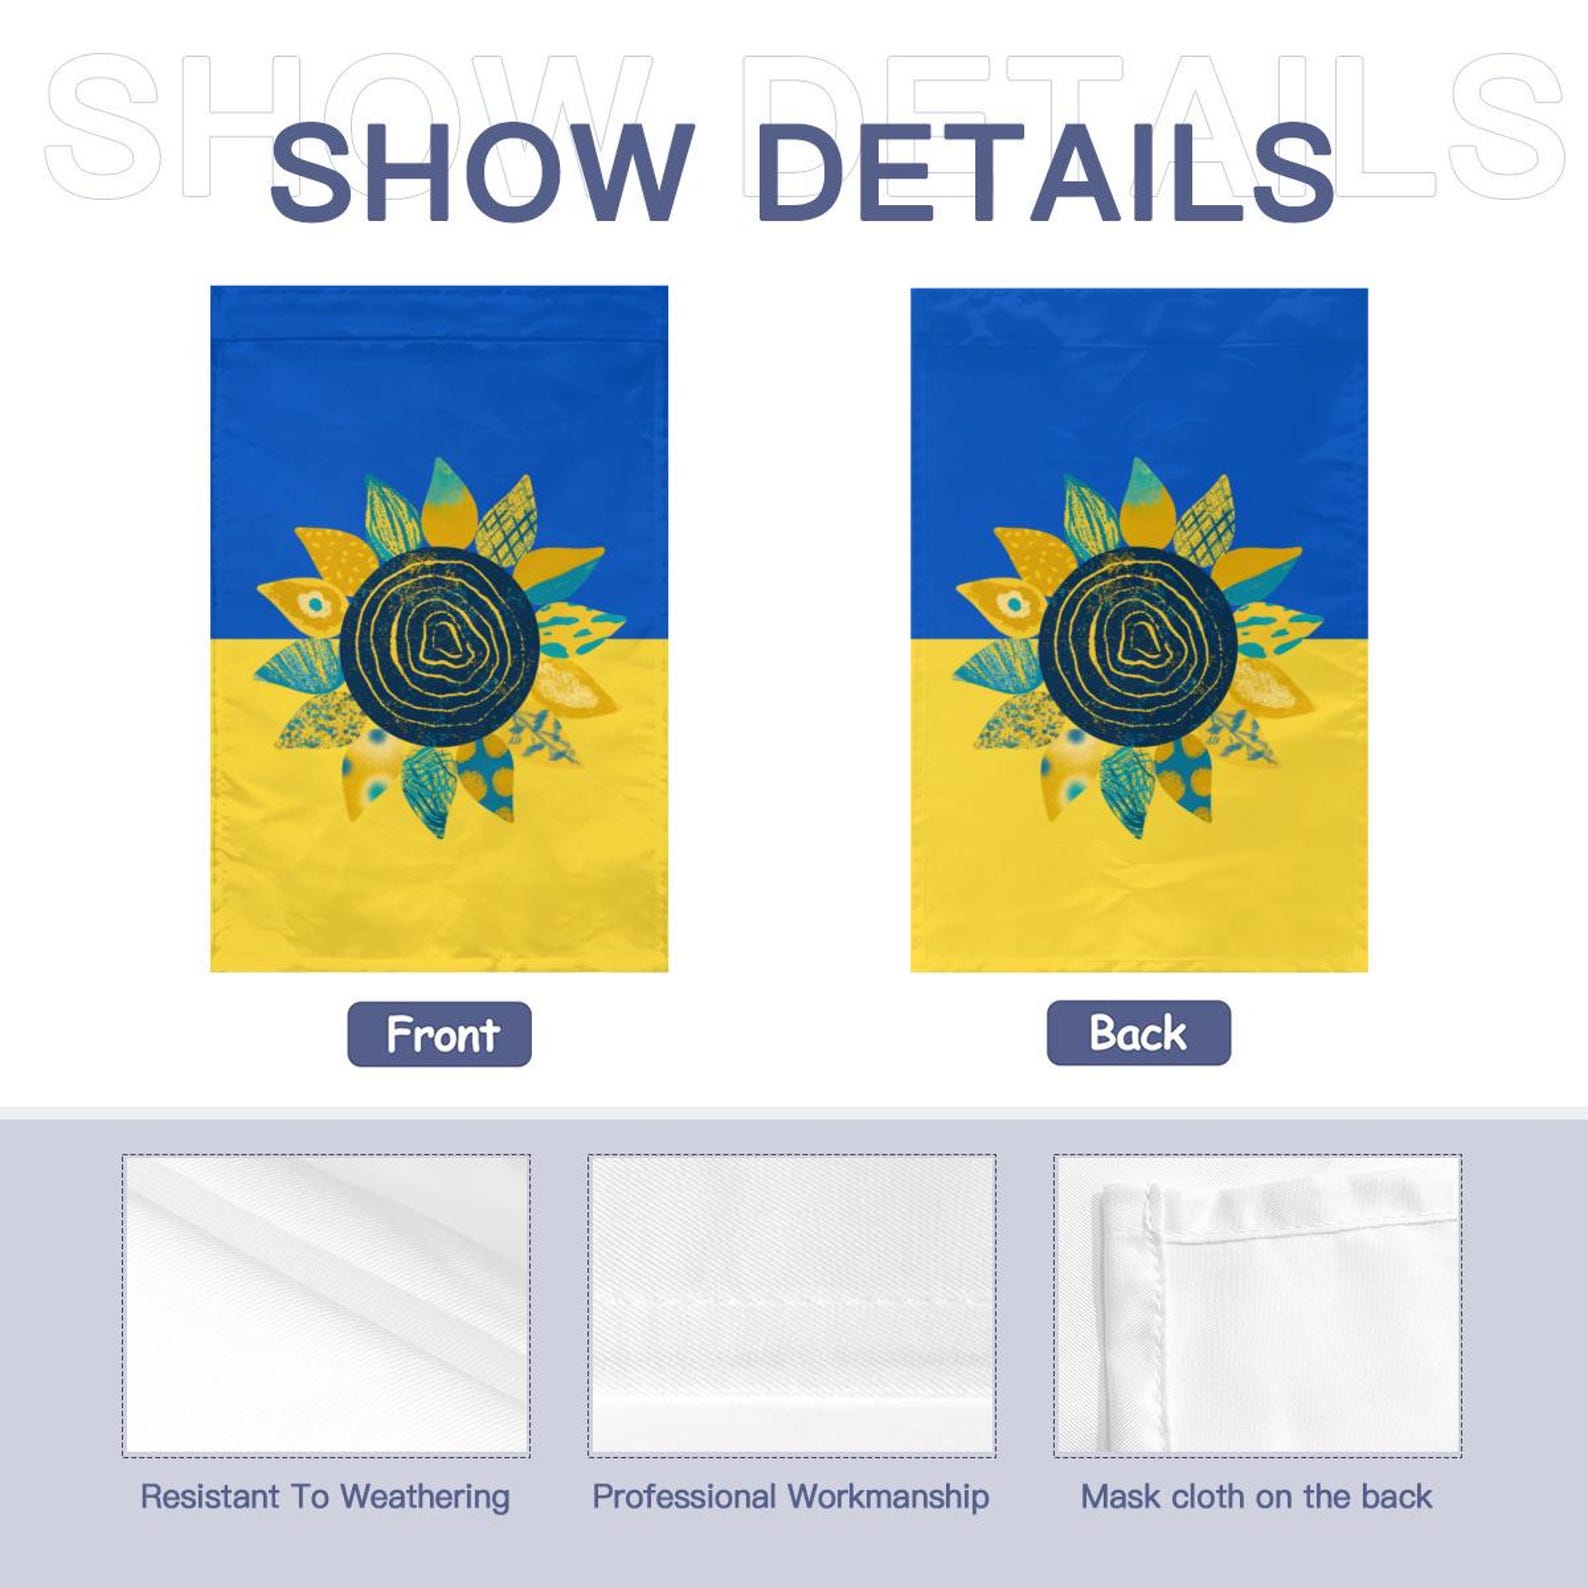 SHOW DETAILS
SHOW DETAILS
Front
Back
Resistant To Weathering
Professional Workmanship
Mask cloth on the back